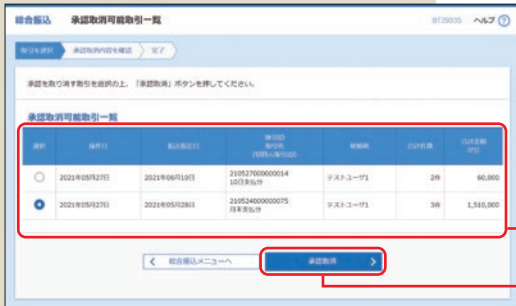 総合振込 承認取消可能取引一覧 BTJS035 ヘルプ ?
取引を選択 承認取消内容を確認 完了
承認を取り消す取引を選択の上、「承認取消」ボタンを押してください。
承認取消可能取引一覧
選択 操作日 振込指定日 取引ID 取引名 依頼者 合計件数 合計金額 (円)
2021年05月27日 2021年06月10日 210527000000014 10日支払分 テストユーザ1 2件 60,000
2021年05月27日 2021年05月28日 210524000000075 月末支払分 テストユーザ1 3件 1,510,000
総合振込メニューへ 承認取消